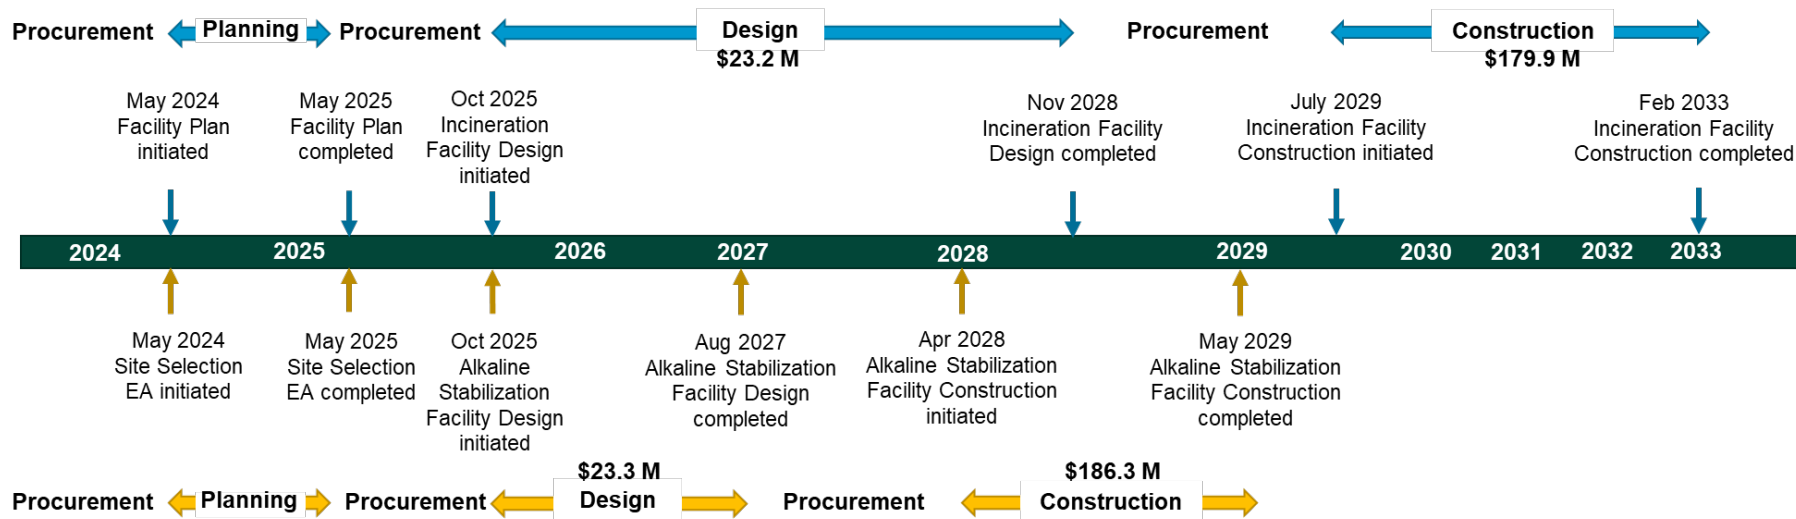 Procurement
Planning
Procurement
Design
$23.2 M
Procurement
Construction
$179.9 M
May 2024
Facility Plan
initiated
May 2025
Facility Plan
completed
Oct 2025
Incineration
Facility Design
initiated
Nov 2028
Incineration Facility
Design completed
July 2029
Incineration Facility
Construction initiated
Feb 2033
Incineration Facility
Construction completed
2024
2025
2026
2027
2028
2029
2030
2031
2032
2033
May 2024
Site Selection
EA initiated
May 2025
Site Selection
EA completed
Oct 2025
Alkaline
Stabilization
Facility Design
initiated
Aug 2027
Alkaline Stabilization
Facility Design
completed
Apr 2028
Alkaline Stabilization
Facility Construction
initiated
May 2029
Alkaline Stabilization
Facility Construction
completed
Procurement
Planning
Procurement
$23.3 M
Design
Procurement
$186.3 M
Construction